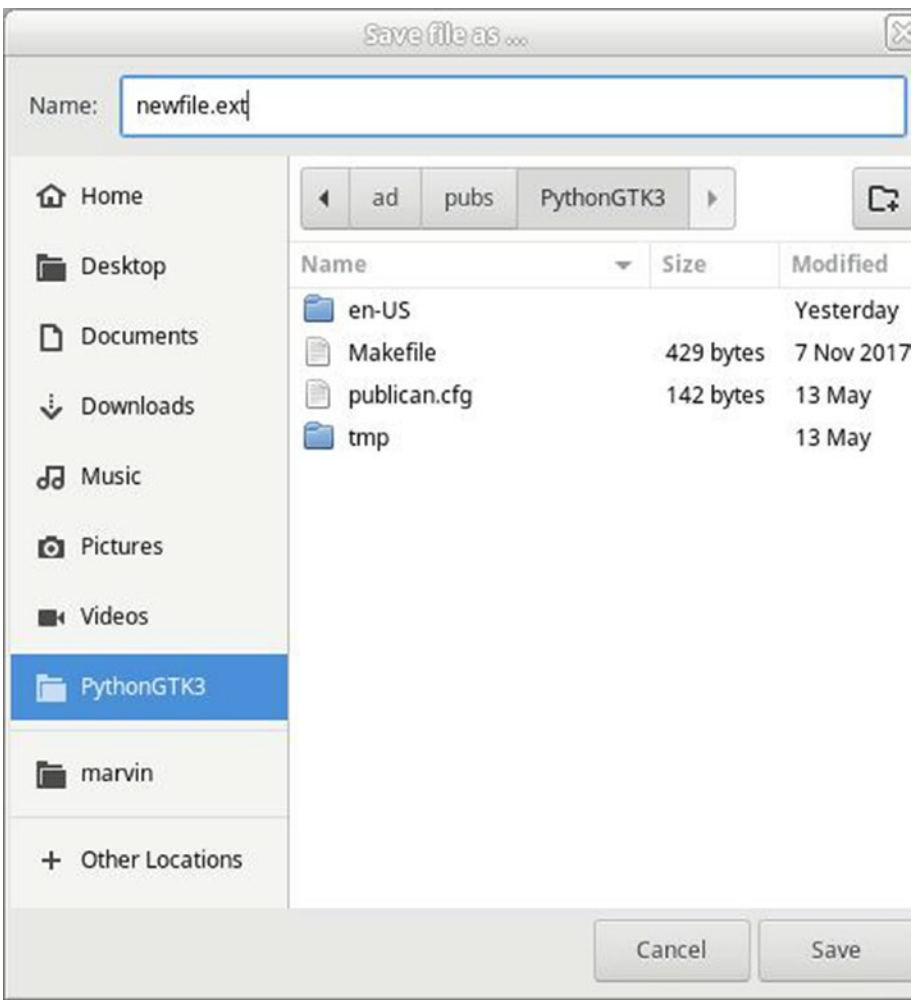 Save file as ...
Name: newfile.ext
Home
Desktop
Documents
Downloads
Music
Pictures
Videos
PythonGTK3
marvin
+ Other Locations
ad pubs PythonGTK3
Name Size Modified
en-US Yesterday
Makefile 429 bytes 7 Nov 2017
publican.cfg 142 bytes 13 May
tmp 13 May
Cancel Save